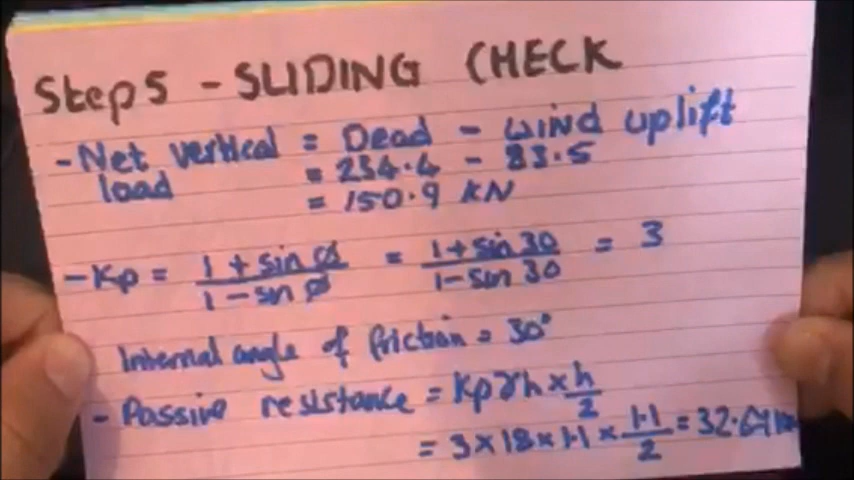 Step 5 - SLIDING CHECK
- Net vertical = Dead - wind uplift
load = 234.4 - 83.5
= 150.9 KN
- Kp = 1 + sin ø / 1 - sin ø = 1 + sin 30 / 1 - sin 30 = 3
Internal angle of friction = 30°
- Passive resistance = Kpγh × h/2
= 3 × 18 × 1.1 × 1.1/2 = 32.67